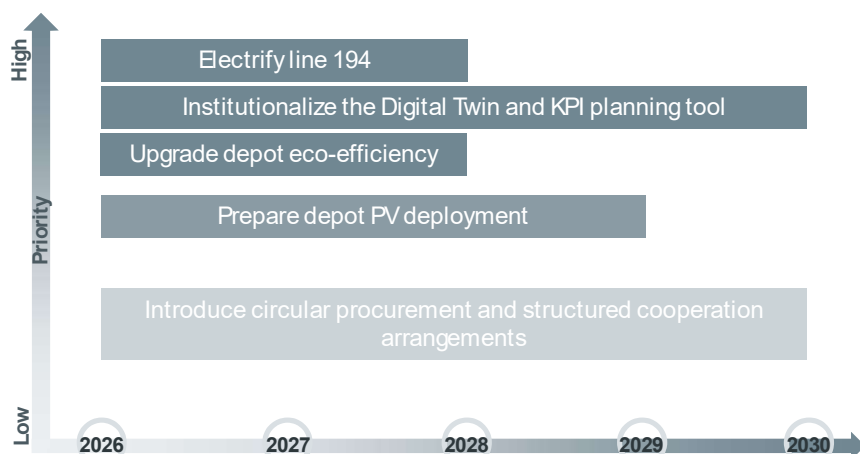 High
Electrify line 194
Institutionalize the Digital Twin and KPI planning tool
Upgrade depot eco-efficiency
Priority
Prepare depot PV deployment
Introduce circular procurement and structured cooperation
arrangements
Low
2026
2027
2028
2029
2030